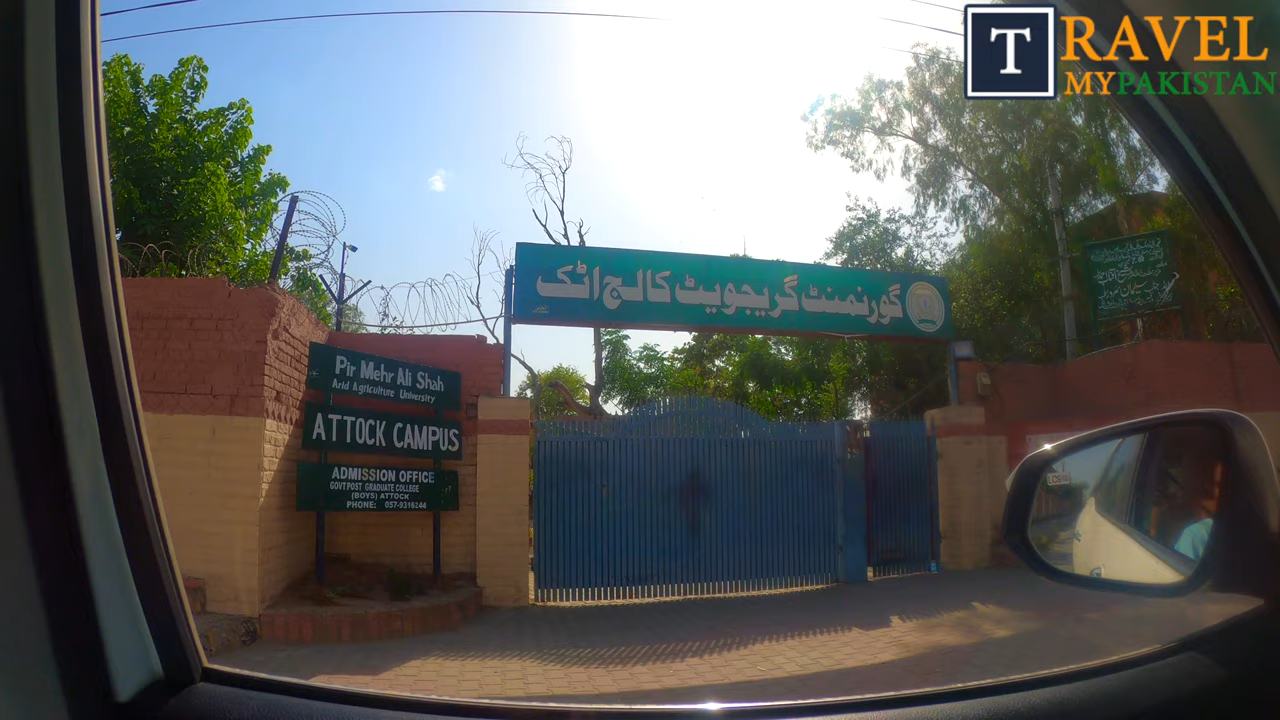 TRAVEL
MYPAKISTAN
گورنمنٹ گریجویٹ کالج اٹک
Pir Mehr Ali Shah
Arid Agriculture University
ATTOCK CAMPUS
ADMISSION OFFICE
GOVT POST GRADUATE COLLEGE
(BOYS) ATTOCK
PHONE: 057-9316244